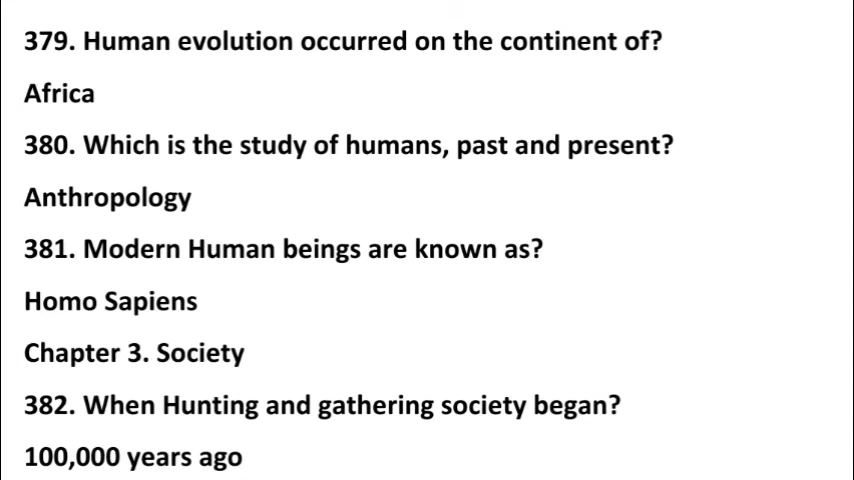 379. Human evolution occurred on the continent of?
Africa
380. Which is the study of humans, past and present?
Anthropology
381. Modern Human beings are known as?
Homo Sapiens
Chapter 3. Society
382. When Hunting and gathering society began?
100,000 years ago